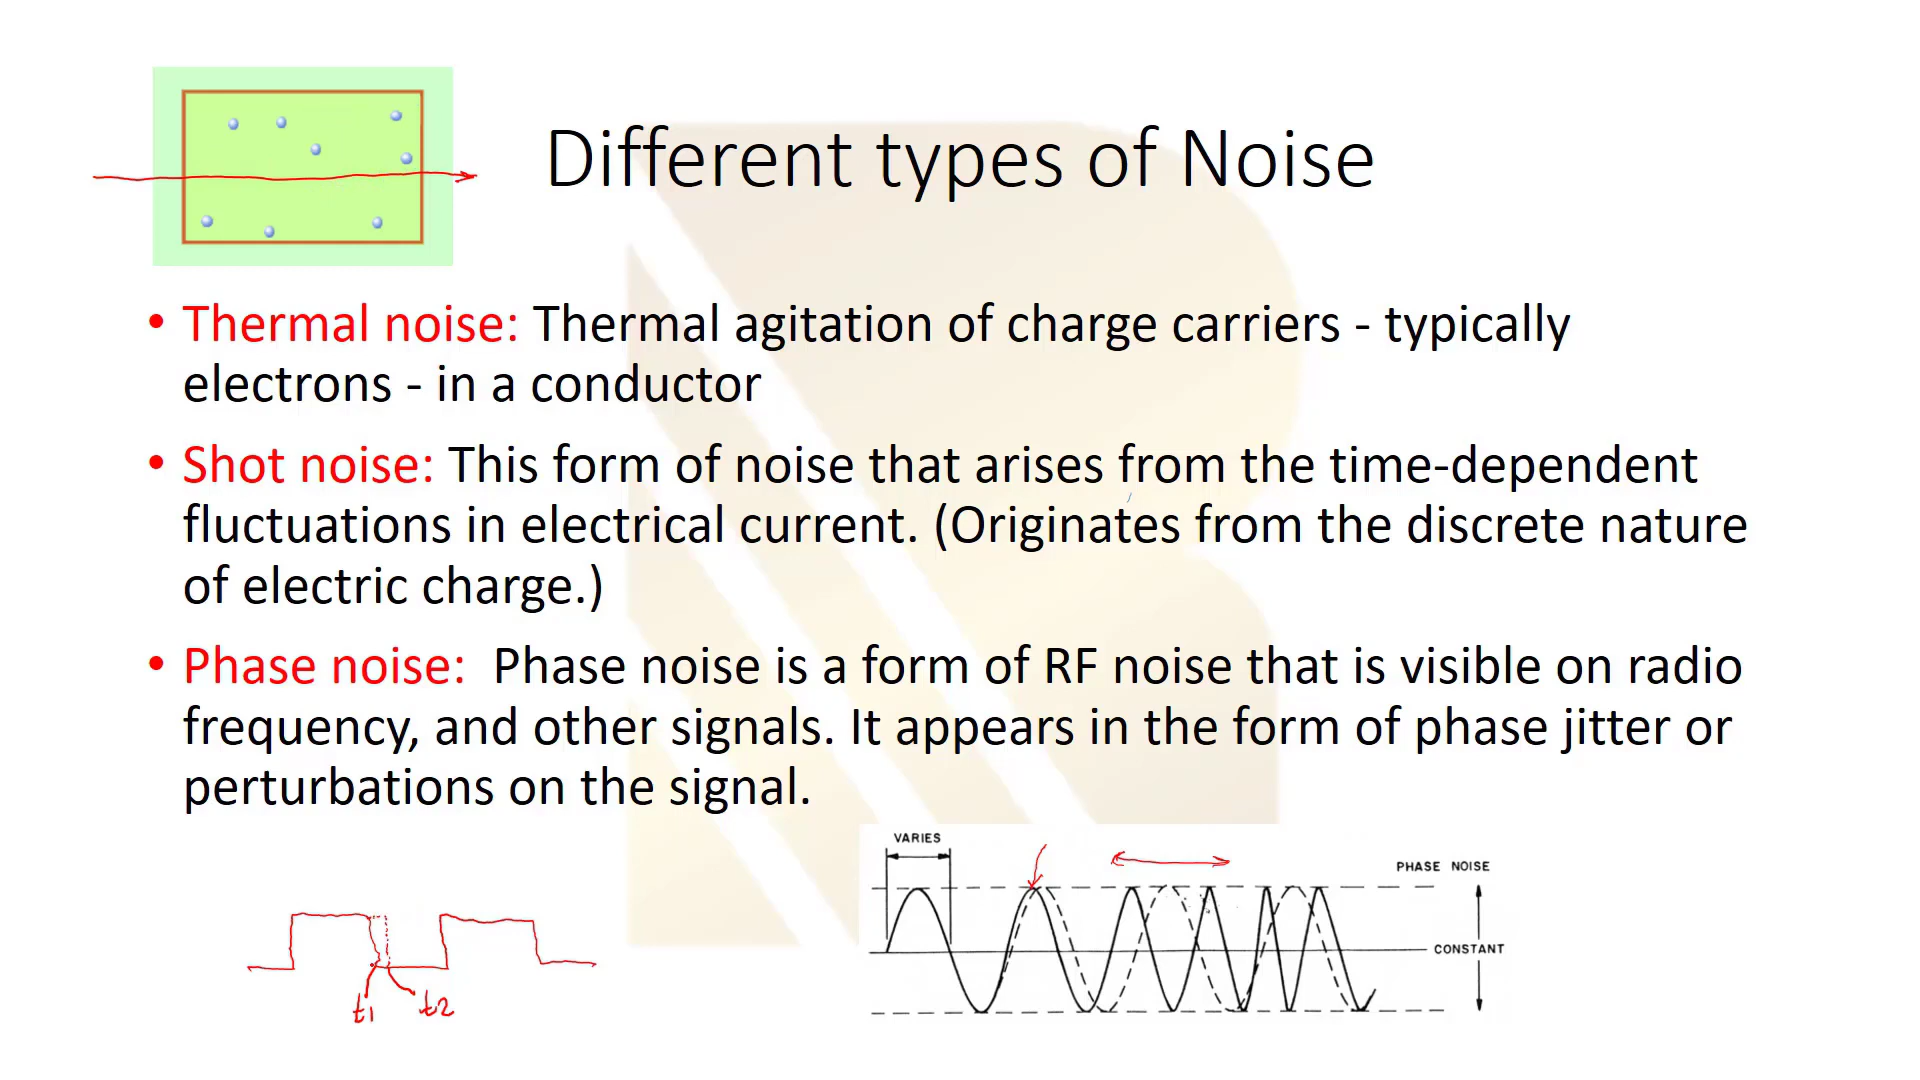 Different types of Noise
• Thermal noise: Thermal agitation of charge carriers - typically
electrons - in a conductor
• Shot noise: This form of noise that arises from the time-dependent
fluctuations in electrical current. (Originates from the discrete nature
of electric charge.)
• Phase noise:  Phase noise is a form of RF noise that is visible on radio
frequency, and other signals. It appears in the form of phase jitter or
perturbations on the signal.
t1
t2
VARIES
PHASE NOISE
CONSTANT